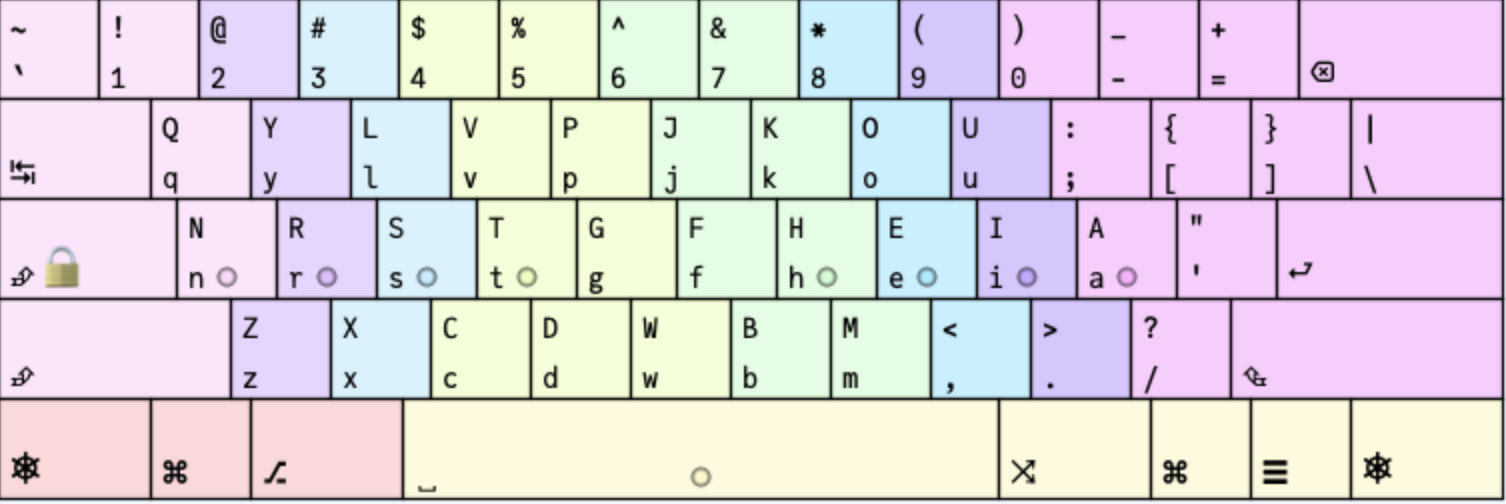 ~ ! @ # $ % ^ & * ( ) _ +
` 1 2 3 4 5 6 7 8 9 0 - = ⌫
Q Y L V P J K O U : { } |
↹ q y l v p j k o u ; [ ] \
N R S T G F H E I A "
n r s t g f h e i a '
Z X C D W B M < > ?
z x c d w b m , . /
⌘ ⌥ ␣ ⌘ ☰